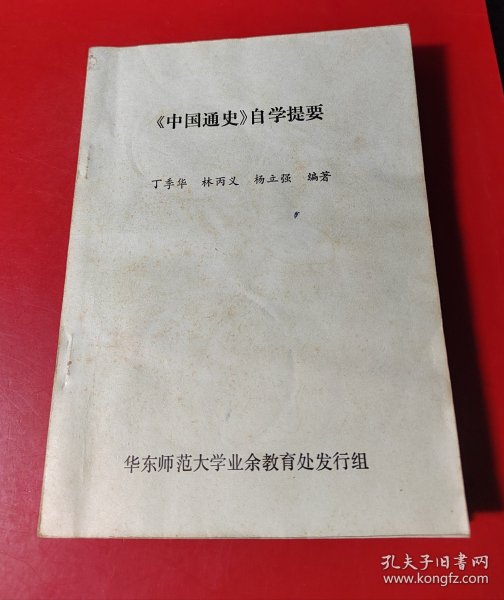 《中国通史》自学提要
丁季华 林丙义 杨立强 编著
华东师范大学业余教育处发行组
孔夫子旧书网
www.kongfz.com